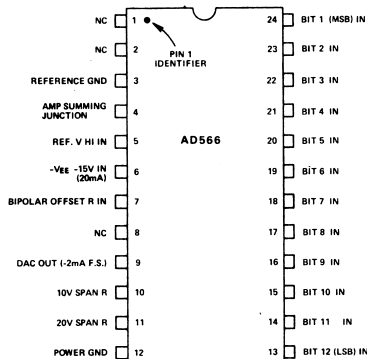 NC 1
PIN 1
IDENTIFIER
24 BIT 1 (MSB) IN
NC 2
23 BIT 2 IN
REFERENCE GND 3
22 BIT 3 IN
AMP SUMMING
JUNCTION 4
21 BIT 4 IN
AD566
REF. V HI IN 5
20 BIT 5 IN
-VEE -15V IN
(20mA) 6
19 BIT 6 IN
BIPOLAR OFFSET R IN 7
18 BIT 7 IN
NC 8
17 BIT 8 IN
DAC OUT (-2mA F.S.) 9
16 BIT 9 IN
10V SPAN R 10
15 BIT 10 IN
20V SPAN R 11
14 BIT 11 IN
POWER GND 12
13 BIT 12 (LSB) IN